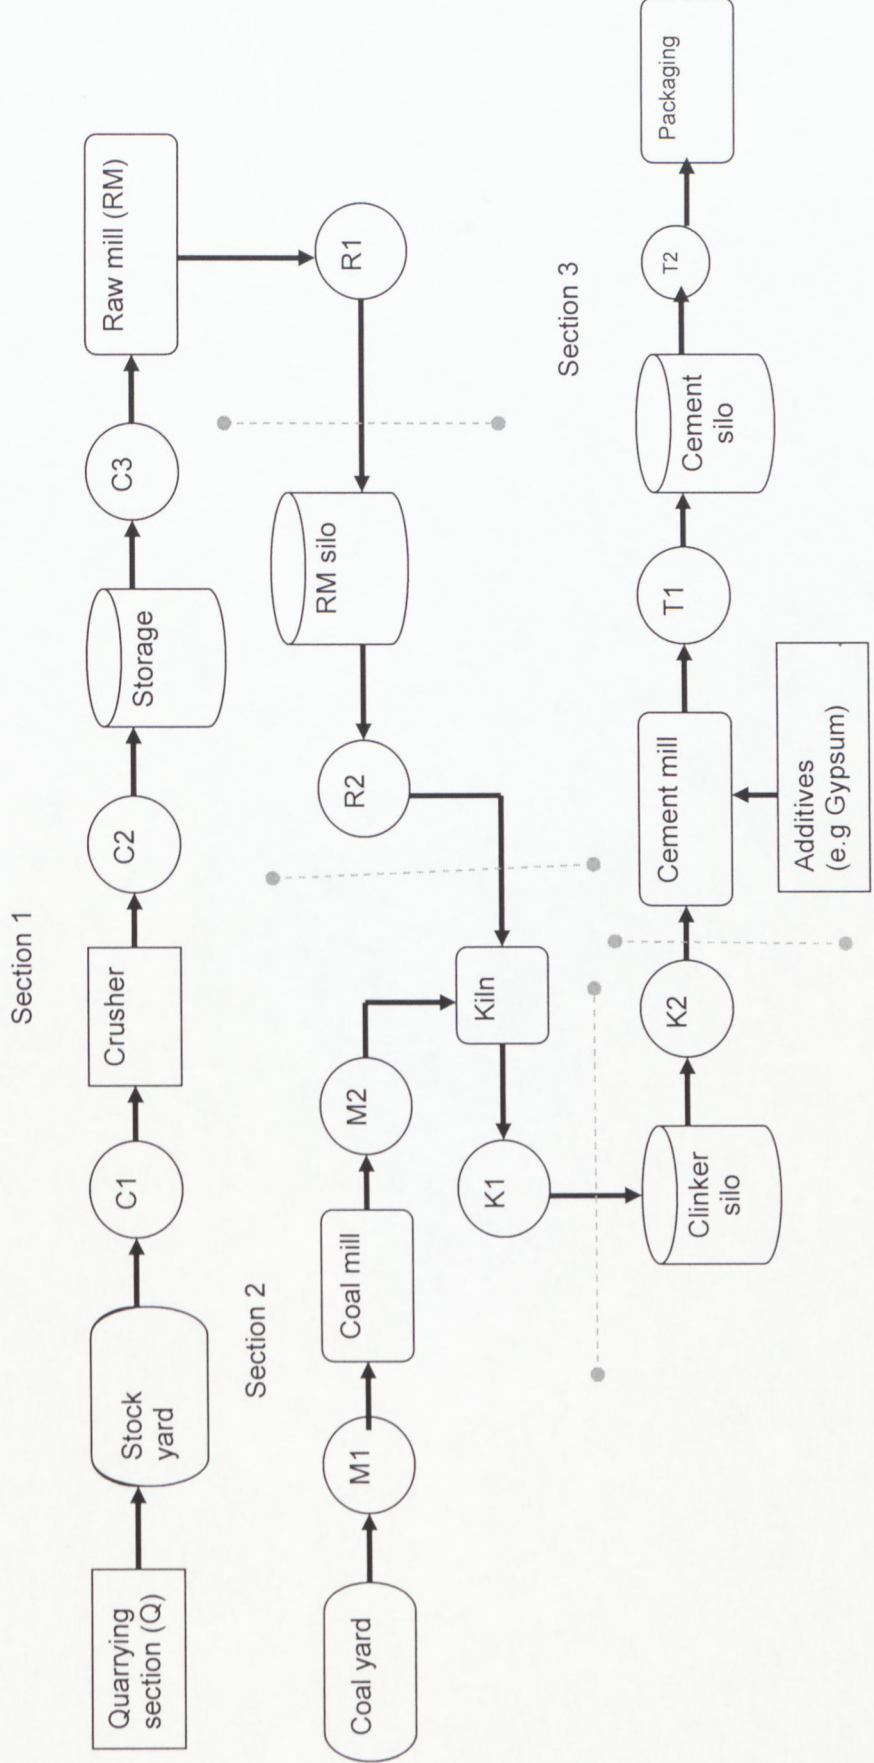 Section 1
Quarrying
section (Q)
Stock
yard
C1
Crusher
C2
Storage
C3
Raw mill (RM)
R1
RM silo
R2
Section 2
Coal yard
M1
Coal mill
M2
Kiln
K1
Clinker
silo
K2
Section 3
Cement mill
Additives
(e.g Gypsum)
T1
Cement
silo
T2
Packaging